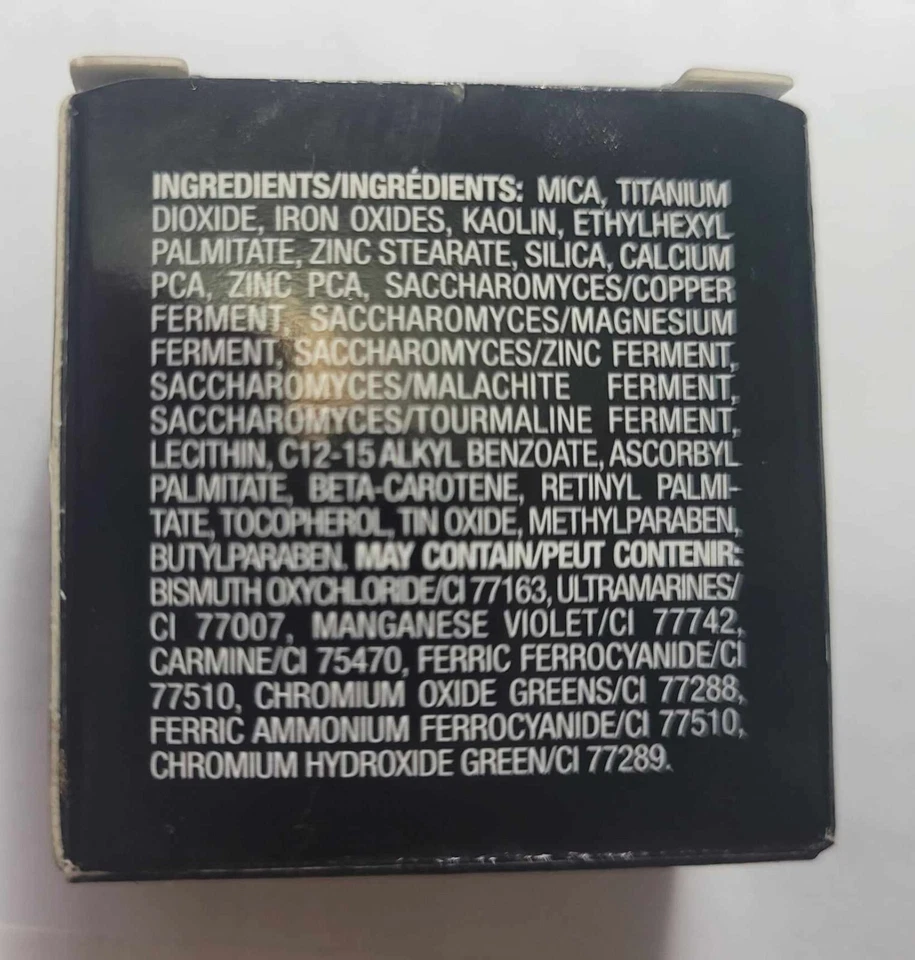 INGREDIENTS/INGRÉDIENTS: MICA, TITANIUM
DIOXIDE, IRON OXIDES, KAOLIN, ETHYLHEXYL
PALMITATE, ZINC STEARATE, SILICA, CALCIUM
PCA, ZINC PCA, SACCHAROMYCES/COPPER
FERMENT, SACCHAROMYCES/MAGNESIUM
FERMENT, SACCHAROMYCES/ZINC FERMENT,
SACCHAROMYCES/MALACHITE FERMENT,
SACCHAROMYCES/TOURMALINE FERMENT,
LECITHIN, C12-15 ALKYL BENZOATE, ASCORBYL
PALMITATE, BETA-CAROTENE, RETINYL PALMI-
TATE, TOCOPHEROL, TIN OXIDE, METHYLPARABEN,
BUTYLPARABEN. MAY CONTAIN/PEUT CONTENIR:
BISMUTH OXYCHLORIDE/CI 77163, ULTRAMARINES/
CI 77007, MANGANESE VIOLET/CI 77742,
CARMINE/CI 75470, FERRIC FERROCYANIDE/CI
77510, CHROMIUM OXIDE GREENS/CI 77288,
FERRIC AMMONIUM FERROCYANIDE/CI 77510,
CHROMIUM HYDROXIDE GREEN/CI 77289.